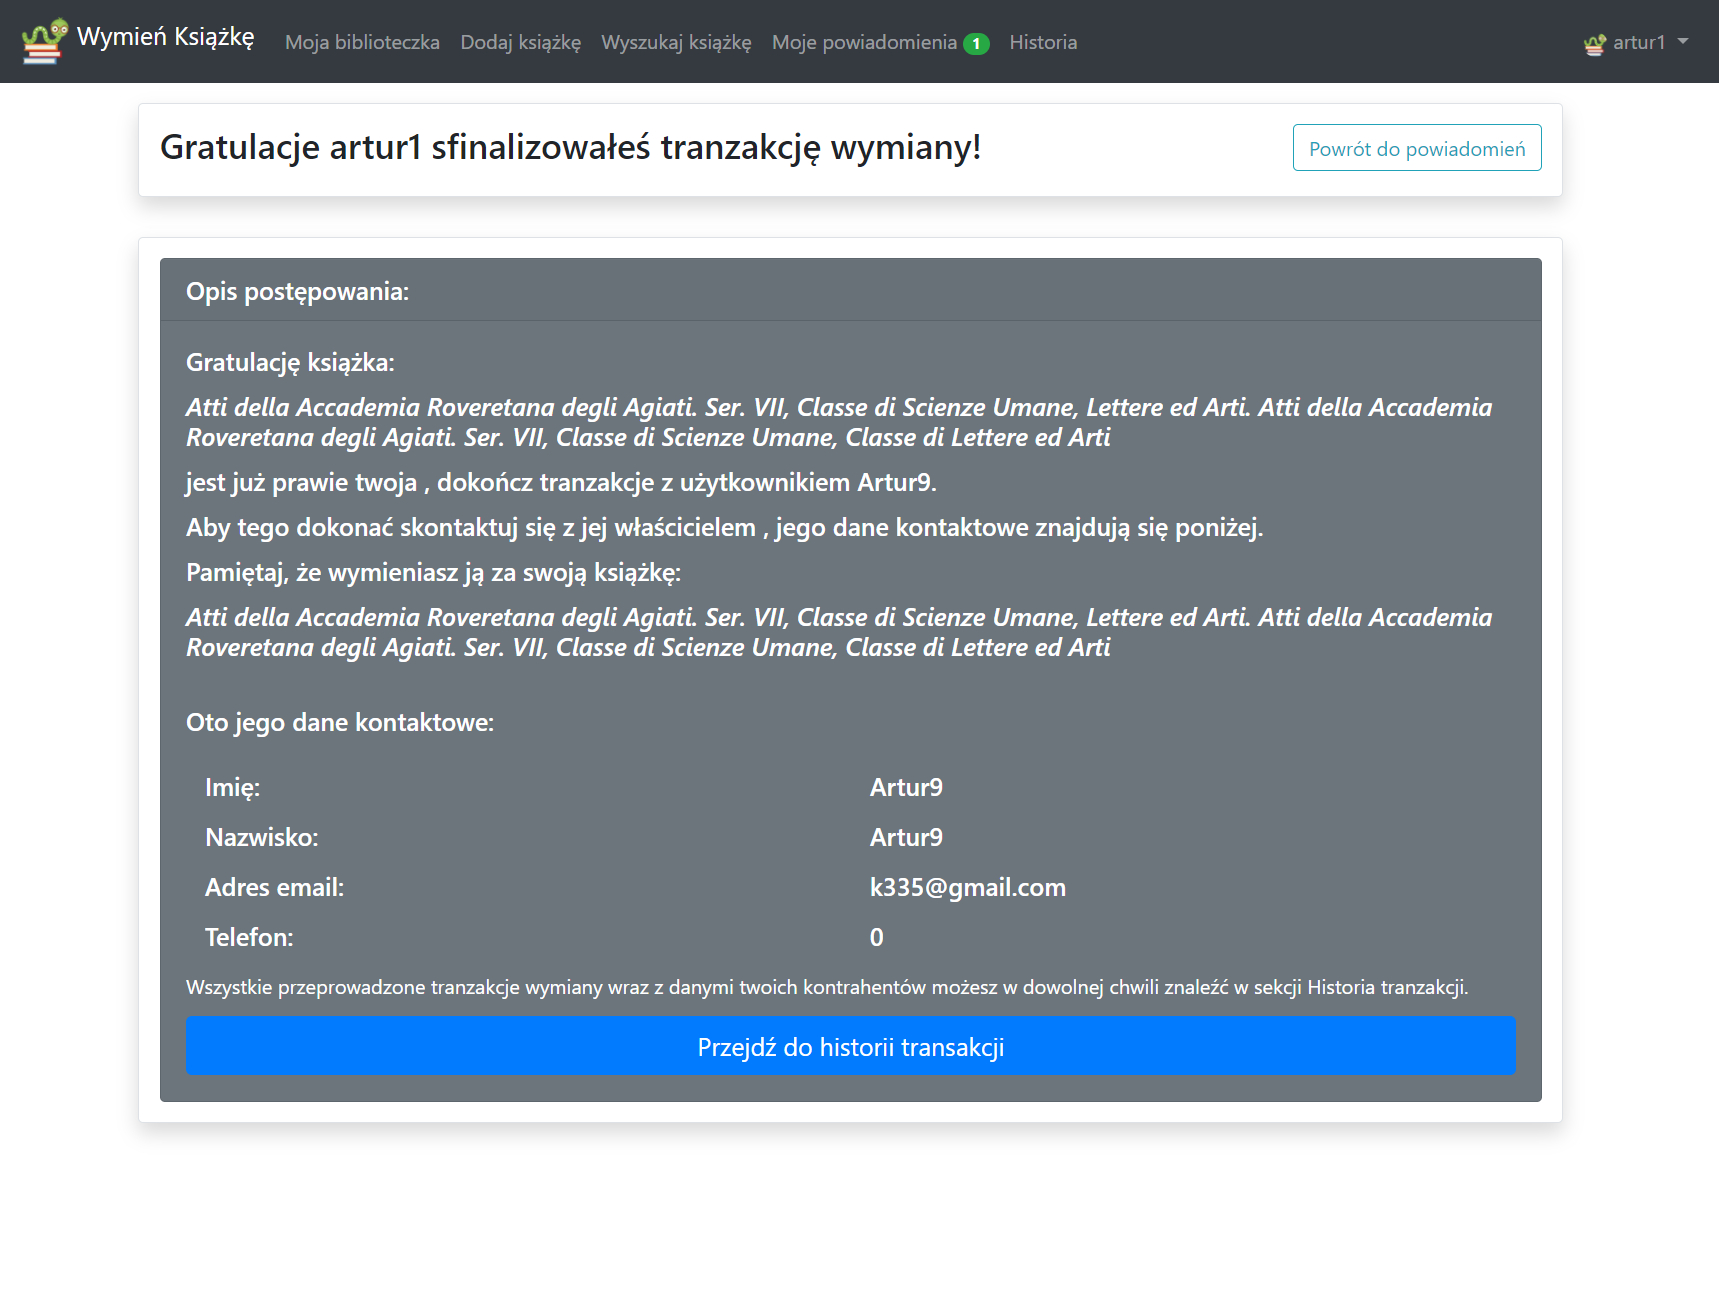 Wymień Książkę
Moja biblioteczka
Dodaj książkę
Wyszukaj książkę
Moje powiadomienia 1
Historia
artur1
Gratulacje artur1 sfinalizowałeś tranzakcję wymiany!
Powrót do powiadomień
Opis postępowania:
Gratulację książka:
Atti della Accademia Roveretana degli Agiati. Ser. VII, Classe di Scienze Umane, Lettere ed Arti. Atti della Accademia
Roveretana degli Agiati. Ser. VII, Classe di Scienze Umane, Classe di Lettere ed Arti
jest już prawie twoja , dokończ tranzakcje z użytkownikiem Artur9.
Aby tego dokonać skontaktuj się z jej właścicielem , jego dane kontaktowe znajdują się poniżej.
Pamiętaj, że wymieniasz ją za swoją książkę:
Atti della Accademia Roveretana degli Agiati. Ser. VII, Classe di Scienze Umane, Lettere ed Arti. Atti della Accademia
Roveretana degli Agiati. Ser. VII, Classe di Scienze Umane, Classe di Lettere ed Arti
Oto jego dane kontaktowe:
Imię: Artur9
Nazwisko: Artur9
Adres email: k335@gmail.com
Telefon: 0
Wszystkie przeprowadzone tranzakcje wymiany wraz z danymi twoich kontrahentów możesz w dowolnej chwili znaleźć w sekcji Historia tranzakcji.
Przejdź do historii transakcji